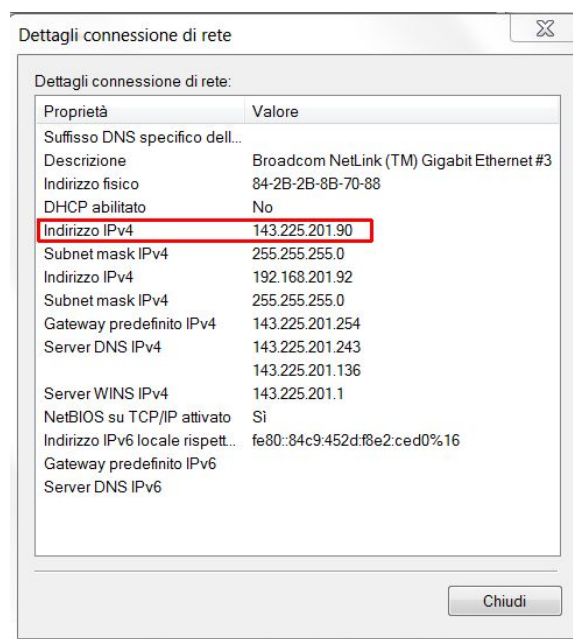 Dettagli connessione di rete
Dettagli connessione di rete:
Proprietà Valore
Suffisso DNS specifico dell...
Descrizione Broadcom NetLink (TM) Gigabit Ethernet #3
Indirizzo fisico 84-2B-2B-8B-70-88
DHCP abilitato No
Indirizzo IPv4 143.225.201.90
Subnet mask IPv4 255.255.255.0
Indirizzo IPv4 192.168.201.92
Subnet mask IPv4 255.255.255.0
Gateway predefinito IPv4 143.225.201.254
Server DNS IPv4 143.225.201.243
143.225.201.136
Server WINS IPv4 143.225.201.1
NetBIOS su TCP/IP attivato Sì
Indirizzo IPv6 locale rispett... fe80::84c9:452d:f8e2:ced0%16
Gateway predefinito IPv6
Server DNS IPv6
Chiudi